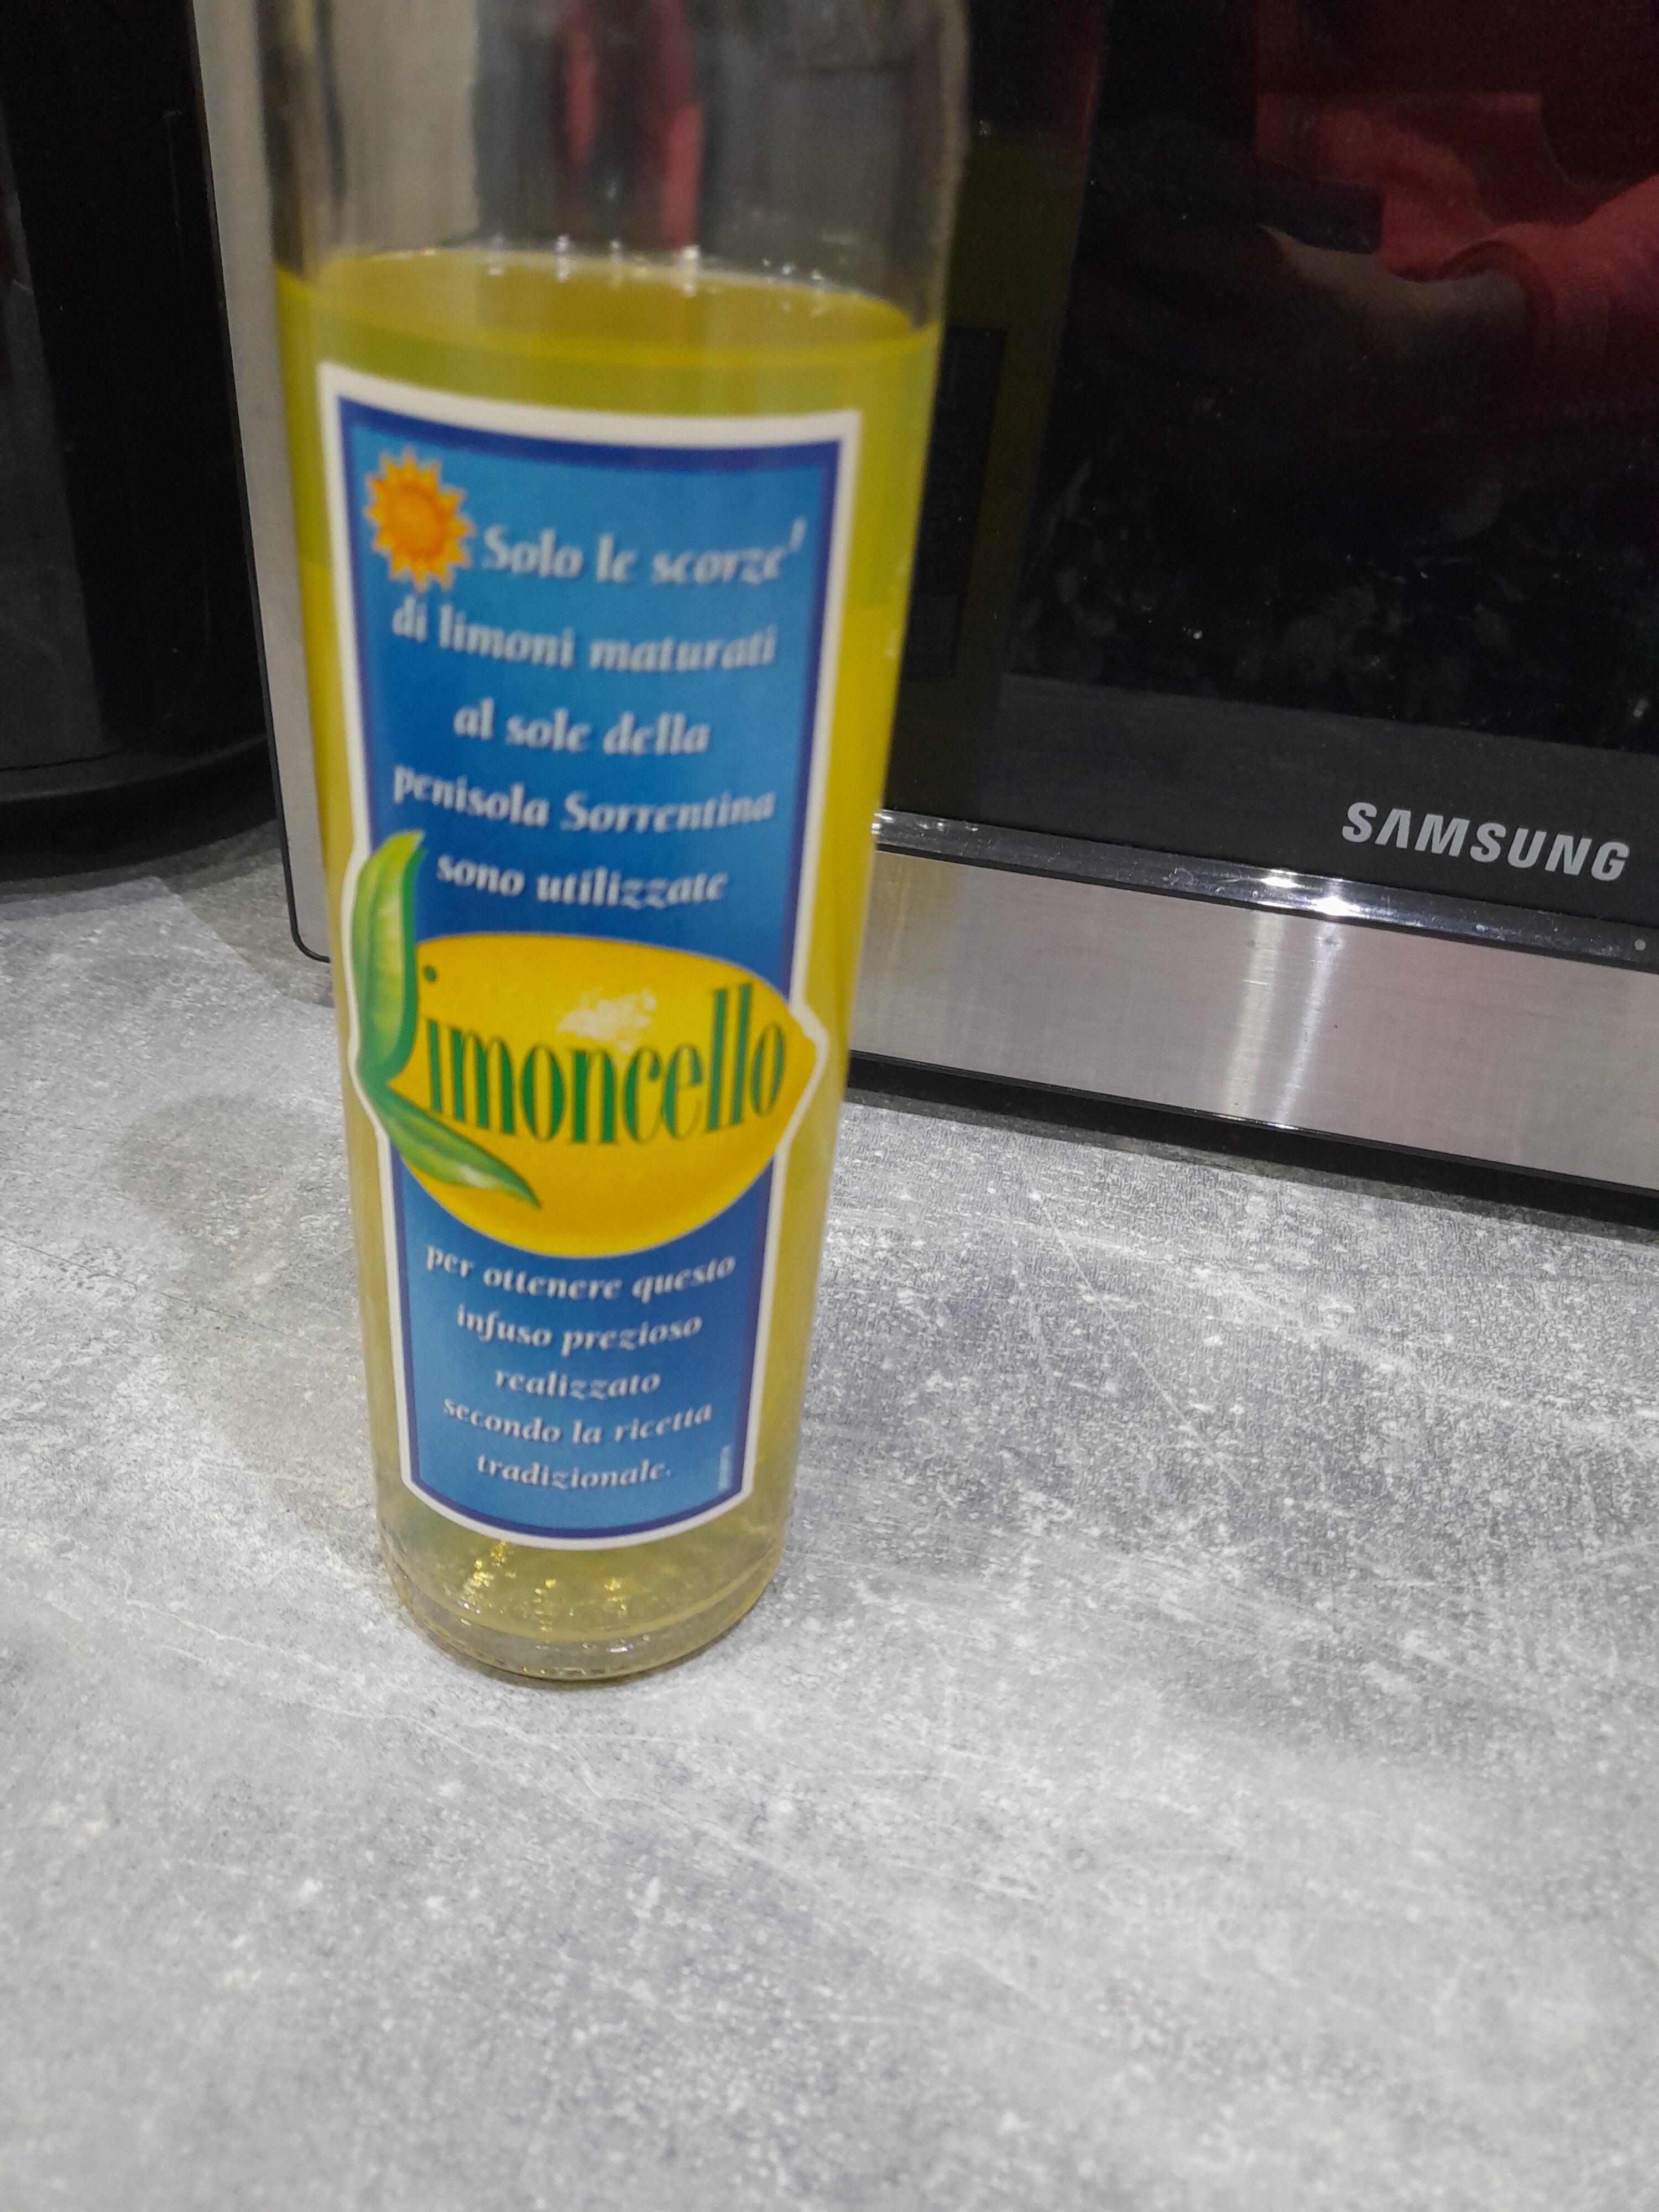 Solo le scorze
di limoni maturati
al sole della
penisola Sorrentina
sono utilizzate
Limoncello
per ottenere questo
infuso prezioso
realizzato
secondo la ricetta
tradizionale.
SAMSUNG